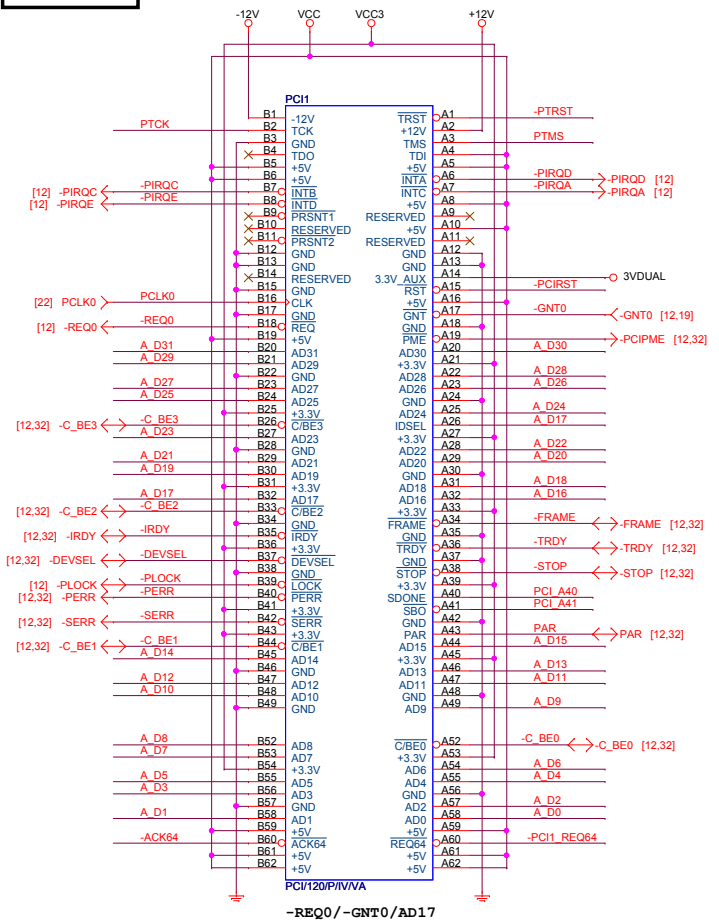 -12V VCC VCC3 +12V
PCI1
B1 -12V TRST A1 -PTRST
PTCK B2 TCK +12V A2
B3 GND TMS A3 PTMS
B4 TDO TDI A4
B5 +5V +5V A5
B6 +5V INTA A6 -PIRQD -PIRQD [12]
[12] -PIRQC -PIRQC B7 INTB INTC A7 -PIRQA -PIRQA [12]
[12] -PIRQE -PIRQE B8 INTD +5V A8
B9 PRSNT1 RESERVED A9
B10 RESERVED +5V A10
B11 PRSNT2 RESERVED A11
B12 GND GND A12
B13 GND GND A13
B14 RESERVED 3.3V_AUX A14 3VDUAL
B15 GND RST A15 -PCIRST
[22] PCLK0 PCLK0 B16 CLK +5V A16
B17 GND GNT A17 -GNT0 -GNT0 [12,19]
[12] -REQ0 -REQ0 B18 REQ GND A18
B19 +5V PME A19 -PCIPME [12,32]
A_D31 B20 AD31 AD30 A20 A_D30
A_D29 B21 AD29 +3.3V A21
B22 GND AD28 A22 A_D28
A_D27 B23 AD27 AD26 A23 A_D26
A_D25 B24 AD25 GND A24
B25 +3.3V AD24 A25 A_D24
[12,32] -C_BE3 -C_BE3 B26 C/BE3 IDSEL A26 A_D17
A_D23 B27 AD23 +3.3V A27
B28 GND AD22 A28 A_D22
A_D21 B29 AD21 AD20 A29 A_D20
A_D19 B30 AD19 GND A30
B31 +3.3V AD18 A31 A_D18
A_D17 B32 AD17 AD16 A32 A_D16
[12,32] -C_BE2 -C_BE2 B33 C/BE2 +3.3V A33
B34 GND FRAME A34 -FRAME -FRAME [12,32]
[12,32] -IRDY -IRDY B35 IRDY GND A35
B36 +3.3V TRDY A36 -TRDY -TRDY [12,32]
[12,32] -DEVSEL -DEVSEL B37 DEVSEL GND A37
B38 GND STOP A38 -STOP -STOP [12,32]
[12] -PLOCK -PLOCK B39 LOCK +3.3V A39
[12,32] -PERR -PERR B40 PERR SDONE A40 PCI_A40
B41 +3.3V SBO A41 PCI_A41
[12,32] -SERR -SERR B42 SERR GND A42
B43 +3.3V PAR A43 PAR PAR [12,32]
[12,32] -C_BE1 -C_BE1 B44 C/BE1 AD15 A44 A_D15
A_D14 B45 AD14 +3.3V A45
B46 GND AD13 A46 A_D13
A_D12 B47 AD12 AD11 A47 A_D11
A_D10 B48 AD10 GND A48
B49 GND AD9 A49 A_D9
A_D8 B52 AD8 C/BE0 A52 -C_BE0 -C_BE0 [12,32]
A_D7 B53 AD7 +3.3V A53
B54 +3.3V AD6 A54 A_D6
A_D5 B55 AD5 AD4 A55 A_D4
A_D3 B56 AD3 GND A56
B57 GND AD2 A57 A_D2
A_D1 B58 AD1 AD0 A58 A_D0
B59 +5V +5V A59
-ACK64 B60 ACK64 REQ64 A60 -PCI1_REQ64
B61 +5V +5V A61
B62 +5V +5V A62
PCI/120/P/IV/VA
-REQ0/-GNT0/AD17